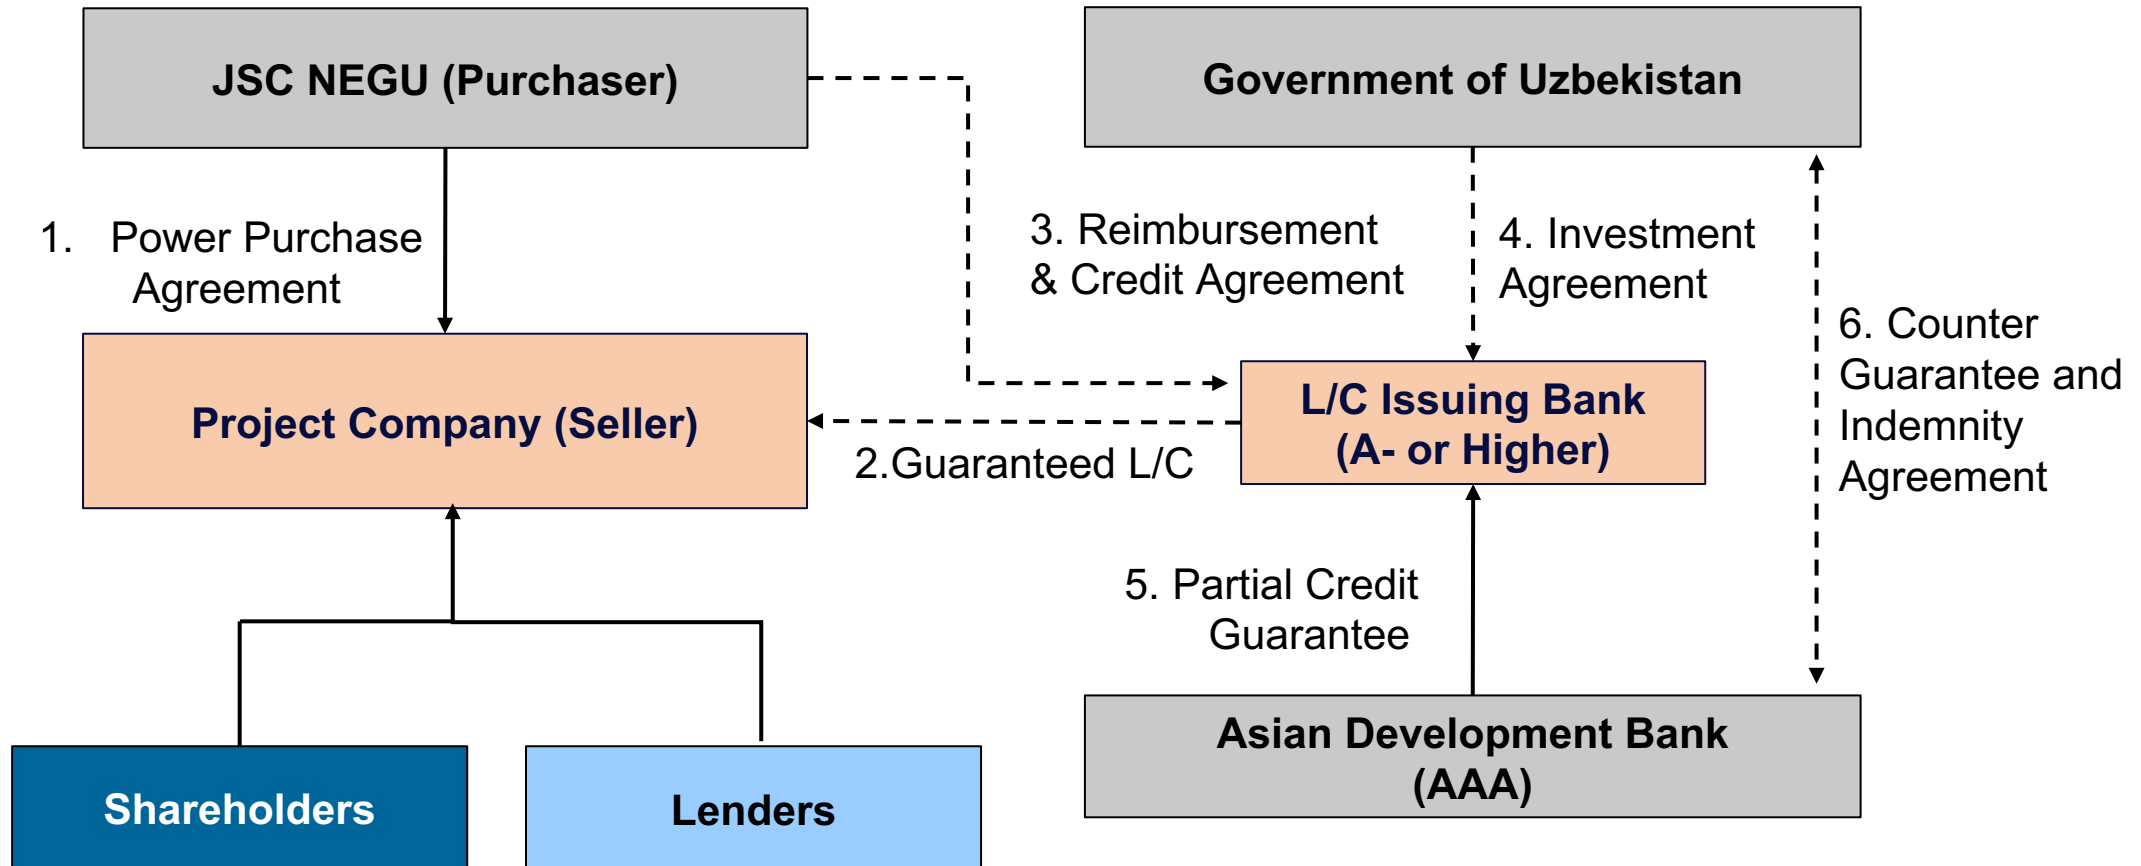 JSC NEGU (Purchaser)
Government of Uzbekistan
1. Power Purchase
Agreement
3. Reimbursement
& Credit Agreement
4. Investment
Agreement
6. Counter
Guarantee and
Indemnity
Agreement
Project Company (Seller)
2.Guaranteed L/C
L/C Issuing Bank
(A- or Higher)
5. Partial Credit
Guarantee
Asian Development Bank
(AAA)
Shareholders
Lenders